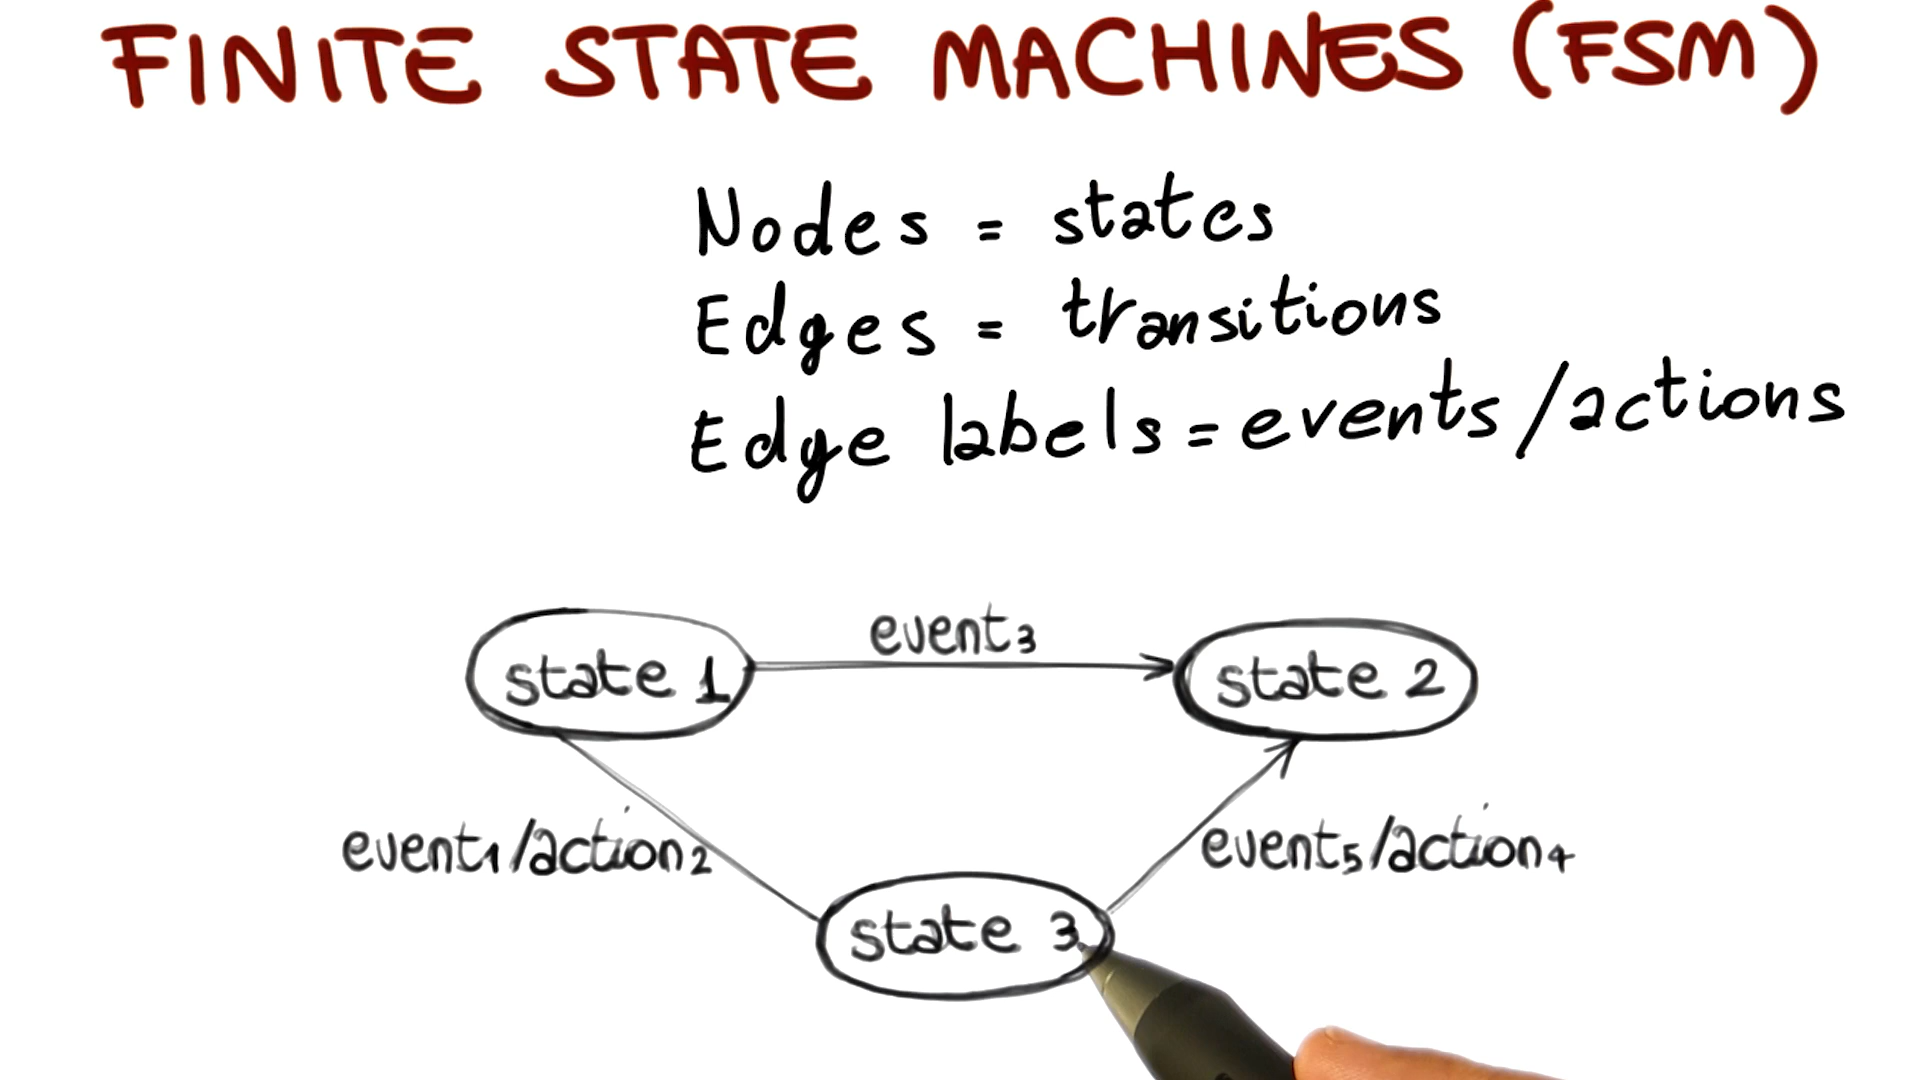 FINITE STATE MACHINES (FSM)
Nodes = states
Edges = transitions
Edge labels = events/actions
event3
state 1
state 2
event1/action2
event5/action4
state 3